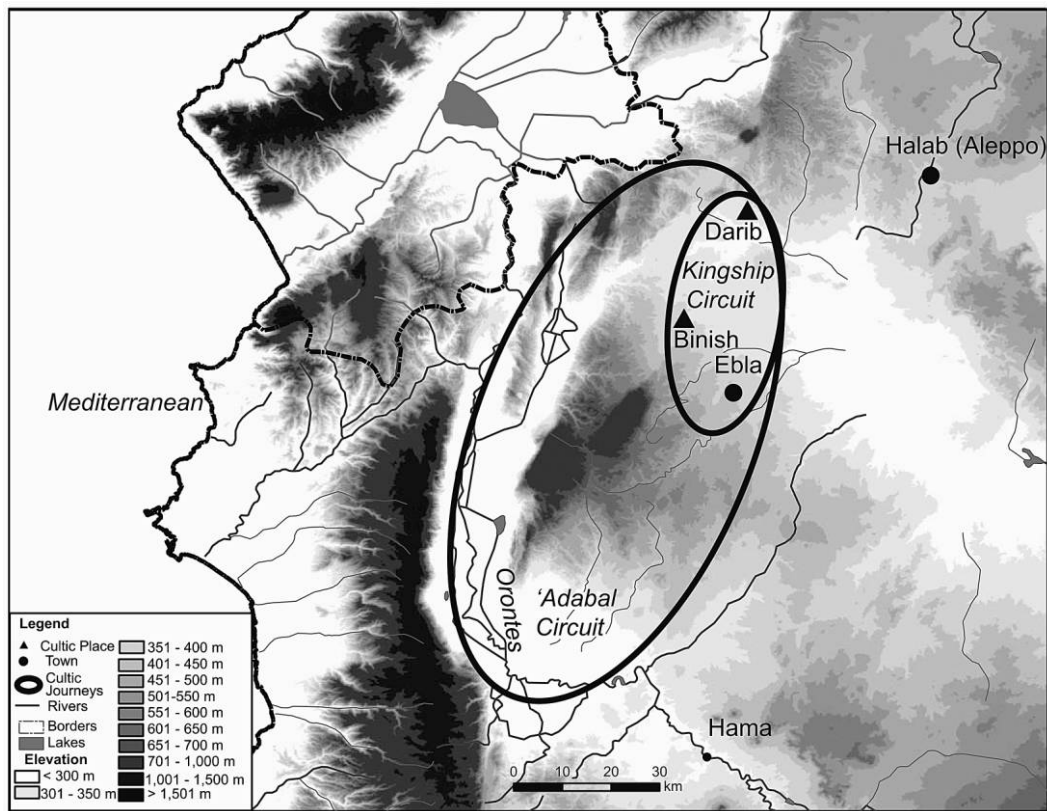 Halab (Aleppo)
Darib
Kingship
Circuit
Binish
Ebla
Mediterranean
Orontes
'Adabal
Circuit
Hama
0 10 20 30
km
Legend
Cultic Place
Town
Cultic
Journeys
Rivers
Borders
Lakes
Elevation
< 300 m
301 - 350 m
351 - 400 m
401 - 450 m
451 - 500 m
501-550 m
551 - 600 m
601 - 650 m
651 - 700 m
701 - 1,000 m
1,001 - 1,500 m
> 1,501 m